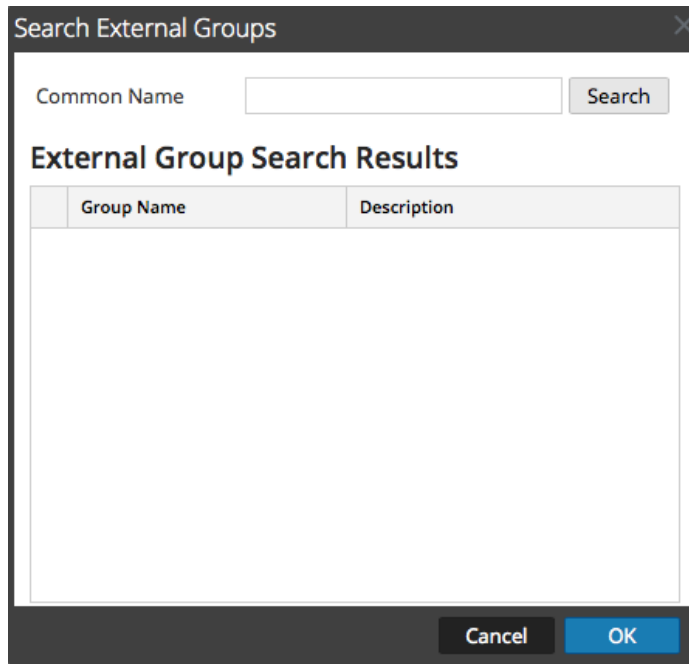 Search External Groups
Common Name Search
External Group Search Results
Group Name Description
Cancel OK